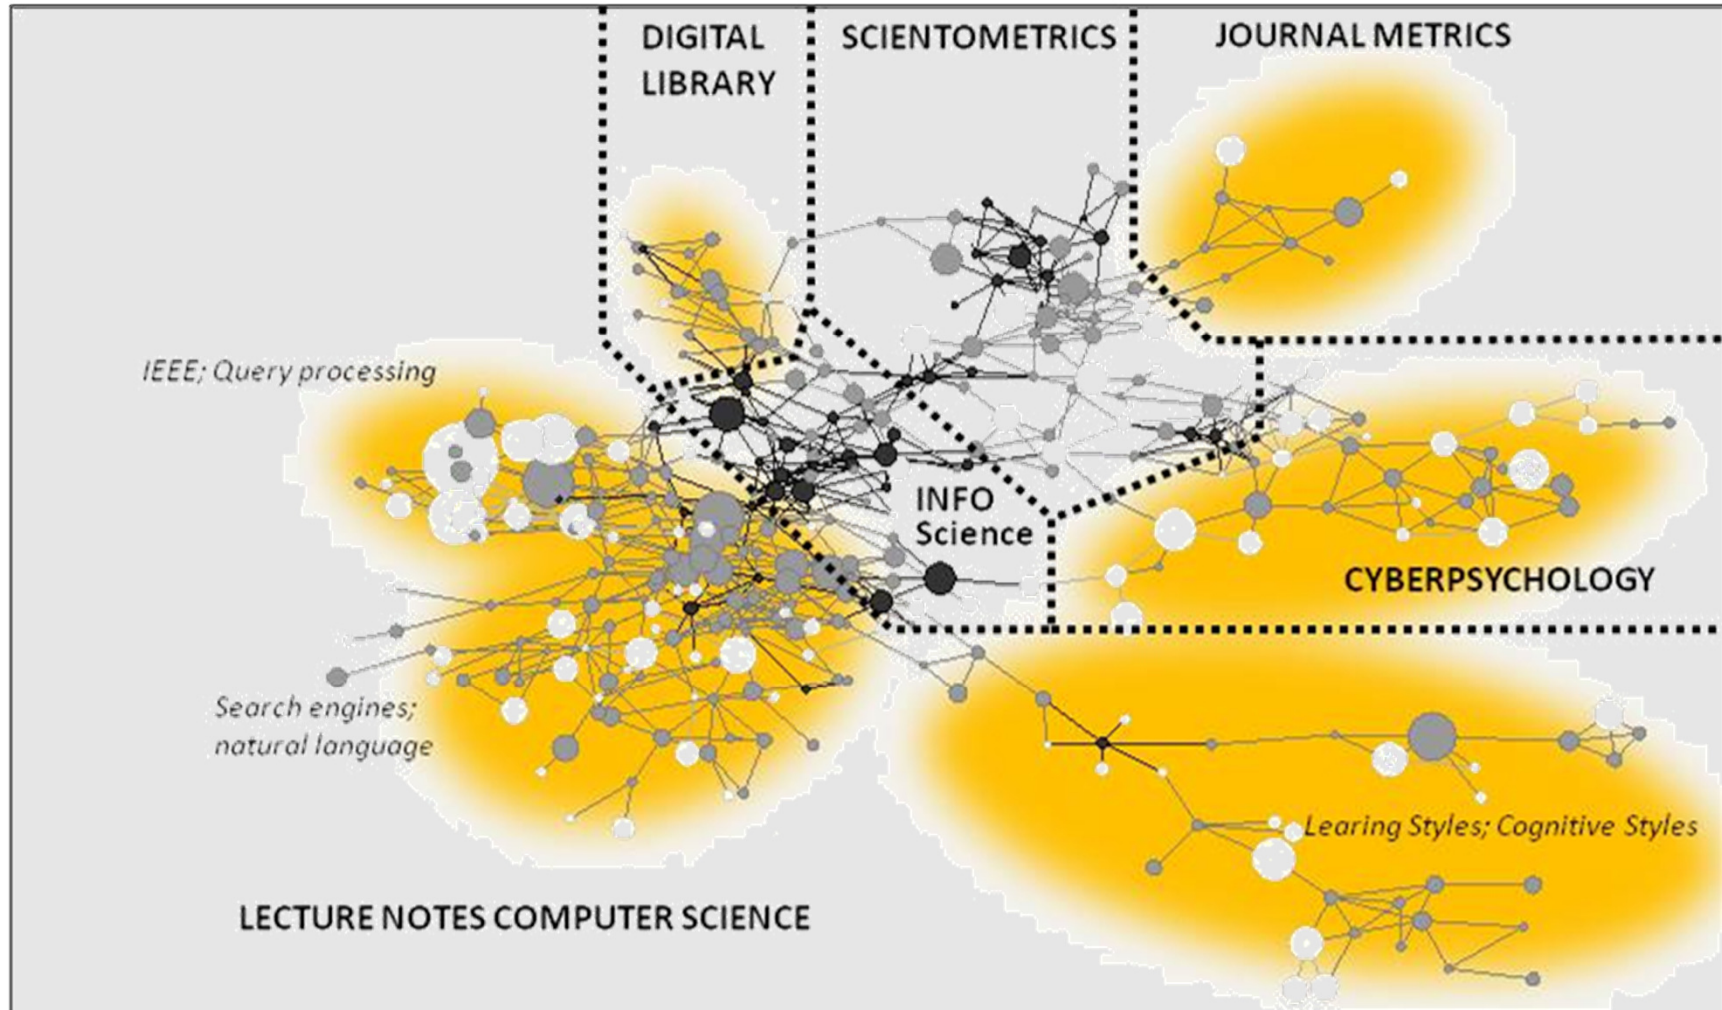 DIGITAL
LIBRARY
SCIENTOMETRICS
JOURNAL METRICS
IEEE; Query processing
INFO
Science
CYBERPSYCHOLOGY
Search engines;
natural language
Learing Styles; Cognitive Styles
LECTURE NOTES COMPUTER SCIENCE